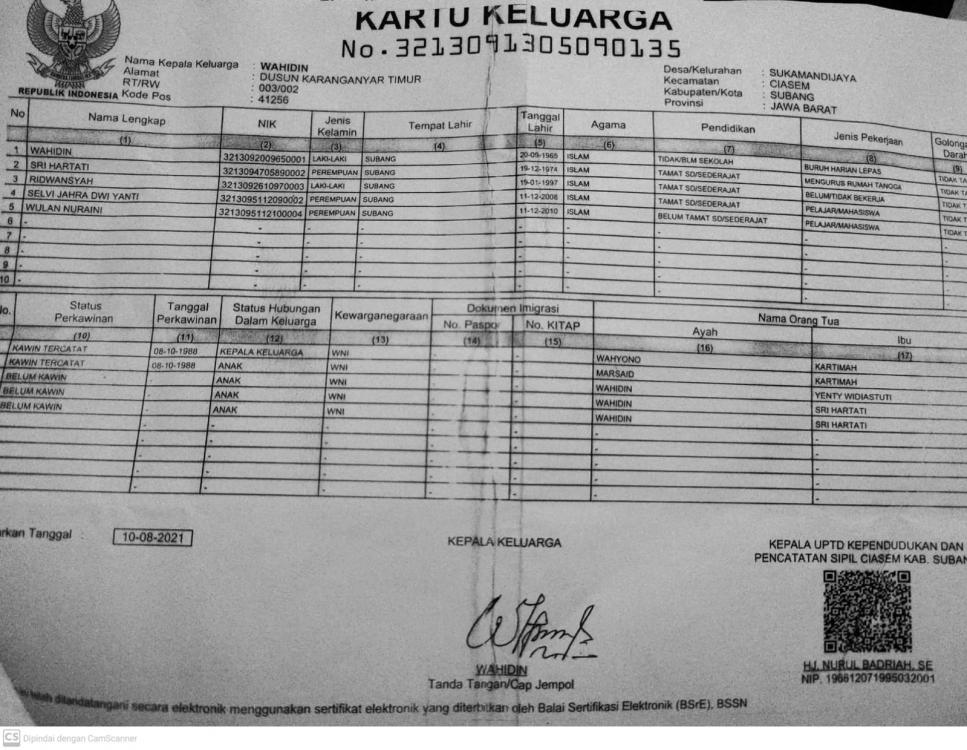 KARTU KELUARGA
No. 3213091305090135
REPUBLIK INDONESIA
Nama Kepala Keluarga : WAHIDIN
Alamat : DUSUN KARANGANYAR TIMUR
RT/RW : 003/002
Kode Pos : 41256
Desa/Kelurahan : SUKAMANDIJAYA
Kecamatan : CIASEM
Kabupaten/Kota : SUBANG
Provinsi : JAWA BARAT
No Nama Lengkap NIK Jenis Kelamin Tempat Lahir Tanggal Lahir Agama Pendidikan Jenis Pekerjaan Golonga Darah
(1) (2) (3) (4) (5) (6) (7) (8) (9)
1 WAHIDIN 3213092009650001 LAKI-LAKI SUBANG 20-09-1965 ISLAM TIDAK/BLM SEKOLAH BURUH HARIAN LEPAS TIDAK TA
2 SRI HARTATI 3213094705890002 PEREMPUAN SUBANG 19-12-1974 ISLAM TAMAT SD/SEDERAJAT MENGURUS RUMAH TANGGA TIDAK T
3 RIDWANSYAH 3213092610970003 LAKI-LAKI SUBANG 19-01-1997 ISLAM TAMAT SD/SEDERAJAT BELUM/TIDAK BEKERJA TIDAK TA
4 SELVI JAHRA DWI YANTI 3213095112090002 PEREMPUAN SUBANG 11-12-2008 ISLAM TAMAT SD/SEDERAJAT PELAJAR/MAHASISWA TIDAK T
5 WULAN NURAINI 3213095112100004 PEREMPUAN SUBANG 11-12-2010 ISLAM BELUM TAMAT SD/SEDERAJAT PELAJAR/MAHASISWA TIDAK T
6 - - - - - - - -
7 - - - - - - - -
8 - - - - - - - -
9 - - - - - - - -
10 - - - - - - - -
No. Status Perkawinan Tanggal Perkawinan Status Hubungan Dalam Keluarga Kewarganegaraan Dokumen Imigrasi Nama Orang Tua
No. Paspor No. KITAP Ayah Ibu
(10) (11) (12) (13) (14) (15) (16) (17)
KAWIN TERCATAT 08-10-1988 KEPALA KELUARGA WNI WAHYONO KARTIMAH
KAWIN TERCATAT 08-10-1988 ANAK WNI MARSAID KARTIMAH
BELUM KAWIN ANAK WNI WAHIDIN YENTY WIDIASTUTI
BELUM KAWIN ANAK WNI WAHIDIN SRI HARTATI
BELUM KAWIN ANAK WNI WAHIDIN SRI HARTATI
arkan Tanggal : 10-08-2021
KEPALA KELUARGA
WAHIDIN
Tanda Tangan/Cap Jempol
KEPALA UPTD KEPENDUDUKAN DAN
PENCATATAN SIPIL CIASEM KAB. SUBAN
HJ. NURUL BADRIAH, SE
NIP. 196612071995032001
ini telah ditandatangani secara elektronik menggunakan sertifikat elektronik yang diterbitkan oleh Balai Sertifikasi Elektronik (BSrE), BSSN
CS Dipindai dengan CamScanner